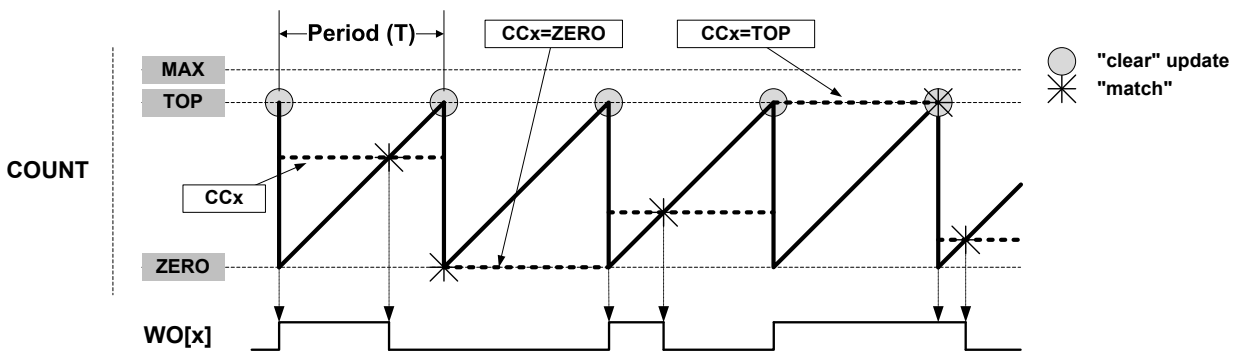 Period (T)
CCx=ZERO
CCx=TOP
"clear" update
"match"
MAX
TOP
COUNT
CCx
ZERO
WO[x]